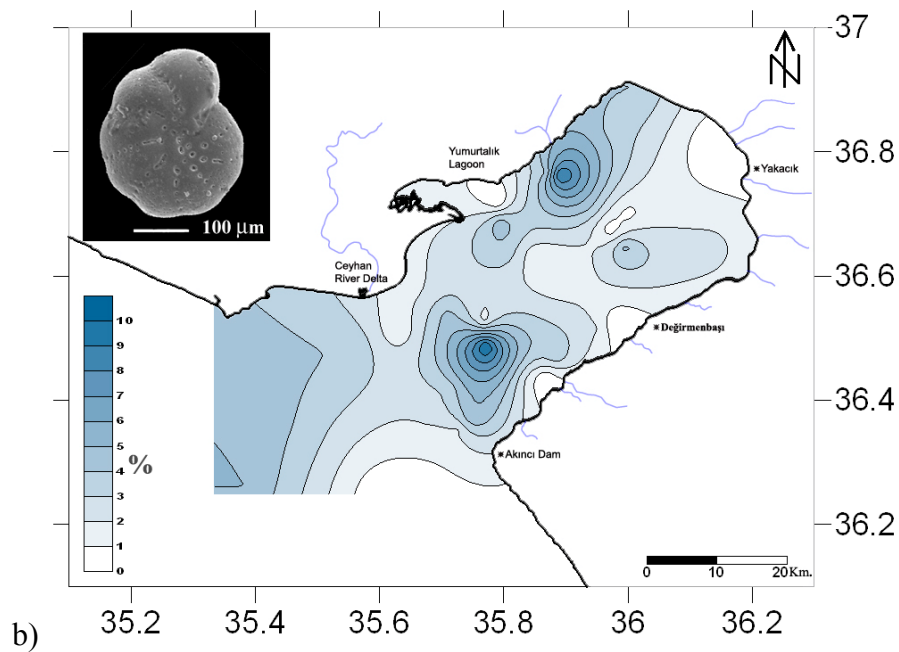 37
N
100 µm
Yumurtalık
Lagoon
36.8
Yakacık
Ceyhan
River Delta
36.6
Değirmenbaşı
10
9
8
7
6
5
4
3
2
1
0
%
36.4
Akıncı Dam
36.2
0 10 20 Km.
35.2 35.4 35.6 35.8 36 36.2
b)